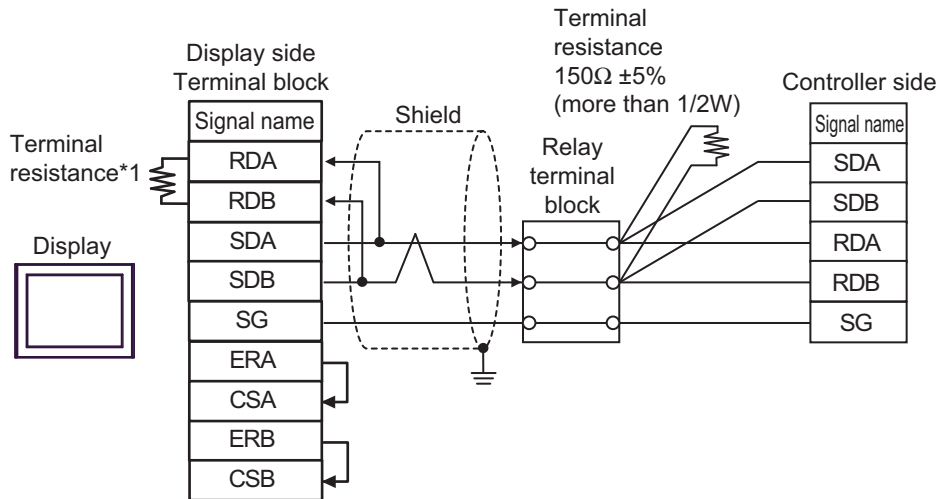 Display side
Terminal block
Signal name
RDA
RDB
SDA
SDB
SG
ERA
CSA
ERB
CSB
Terminal
resistance*1
Display
Shield
Terminal
resistance
150Ω ±5%
(more than 1/2W)
Relay
terminal
block
Controller side
Signal name
SDA
SDB
RDA
RDB
SG